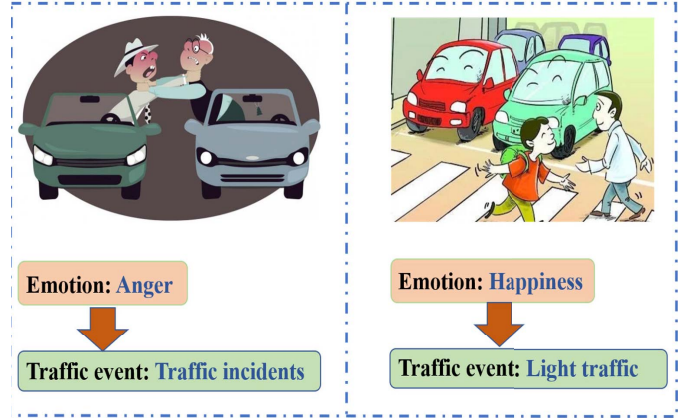 Emotion: Anger
Traffic event: Traffic incidents
Emotion: Happiness
Traffic event: Light traffic